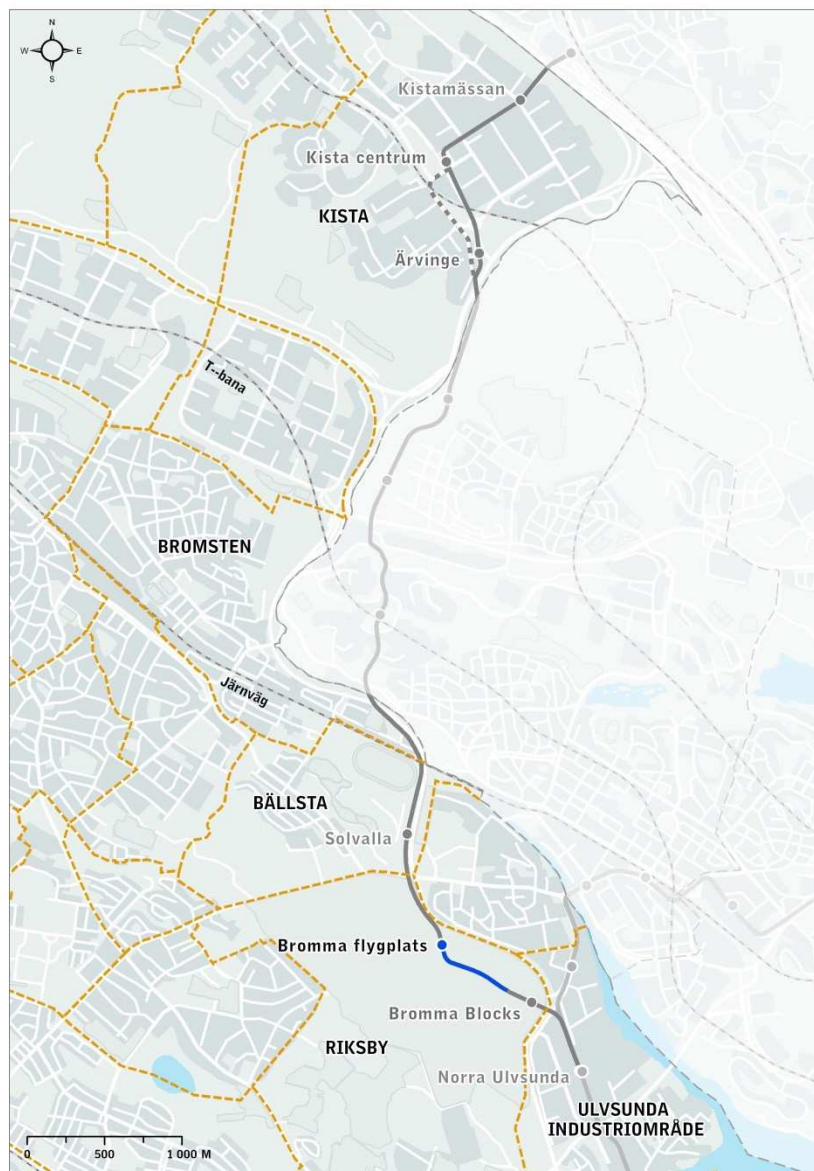 N
W E
S
Kistamässan
Kista centrum
KISTA
Ärvinge
T--bana
BROMSTEN
Järnväg
BÄLLSTA
Solvalla
Bromma flygplats
Bromma Blocks
RIKSBY
Norra Ulvsunda
ULVSUNDA
INDUSTRIOMRÅDE
0 500 1 000 M